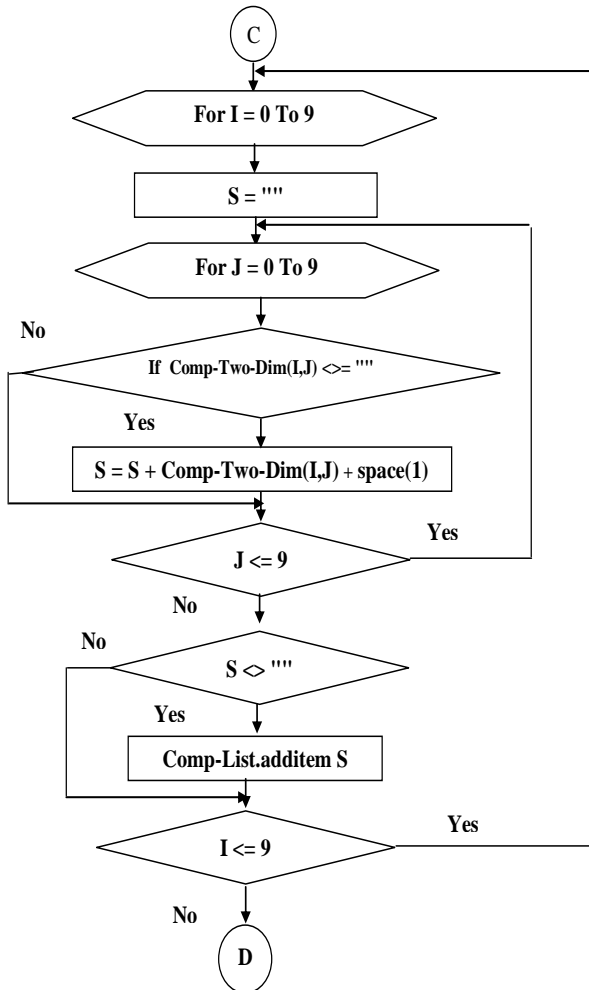 C
For I = 0 To 9
S = ""
For J = 0 To 9
No
If Comp-Two-Dim(I,J) <>= ""
Yes
S = S + Comp-Two-Dim(I,J) + space(1)
Yes
J <= 9
No
No
S <> ""
Yes
Comp-List.additem S
Yes
I <= 9
No
D